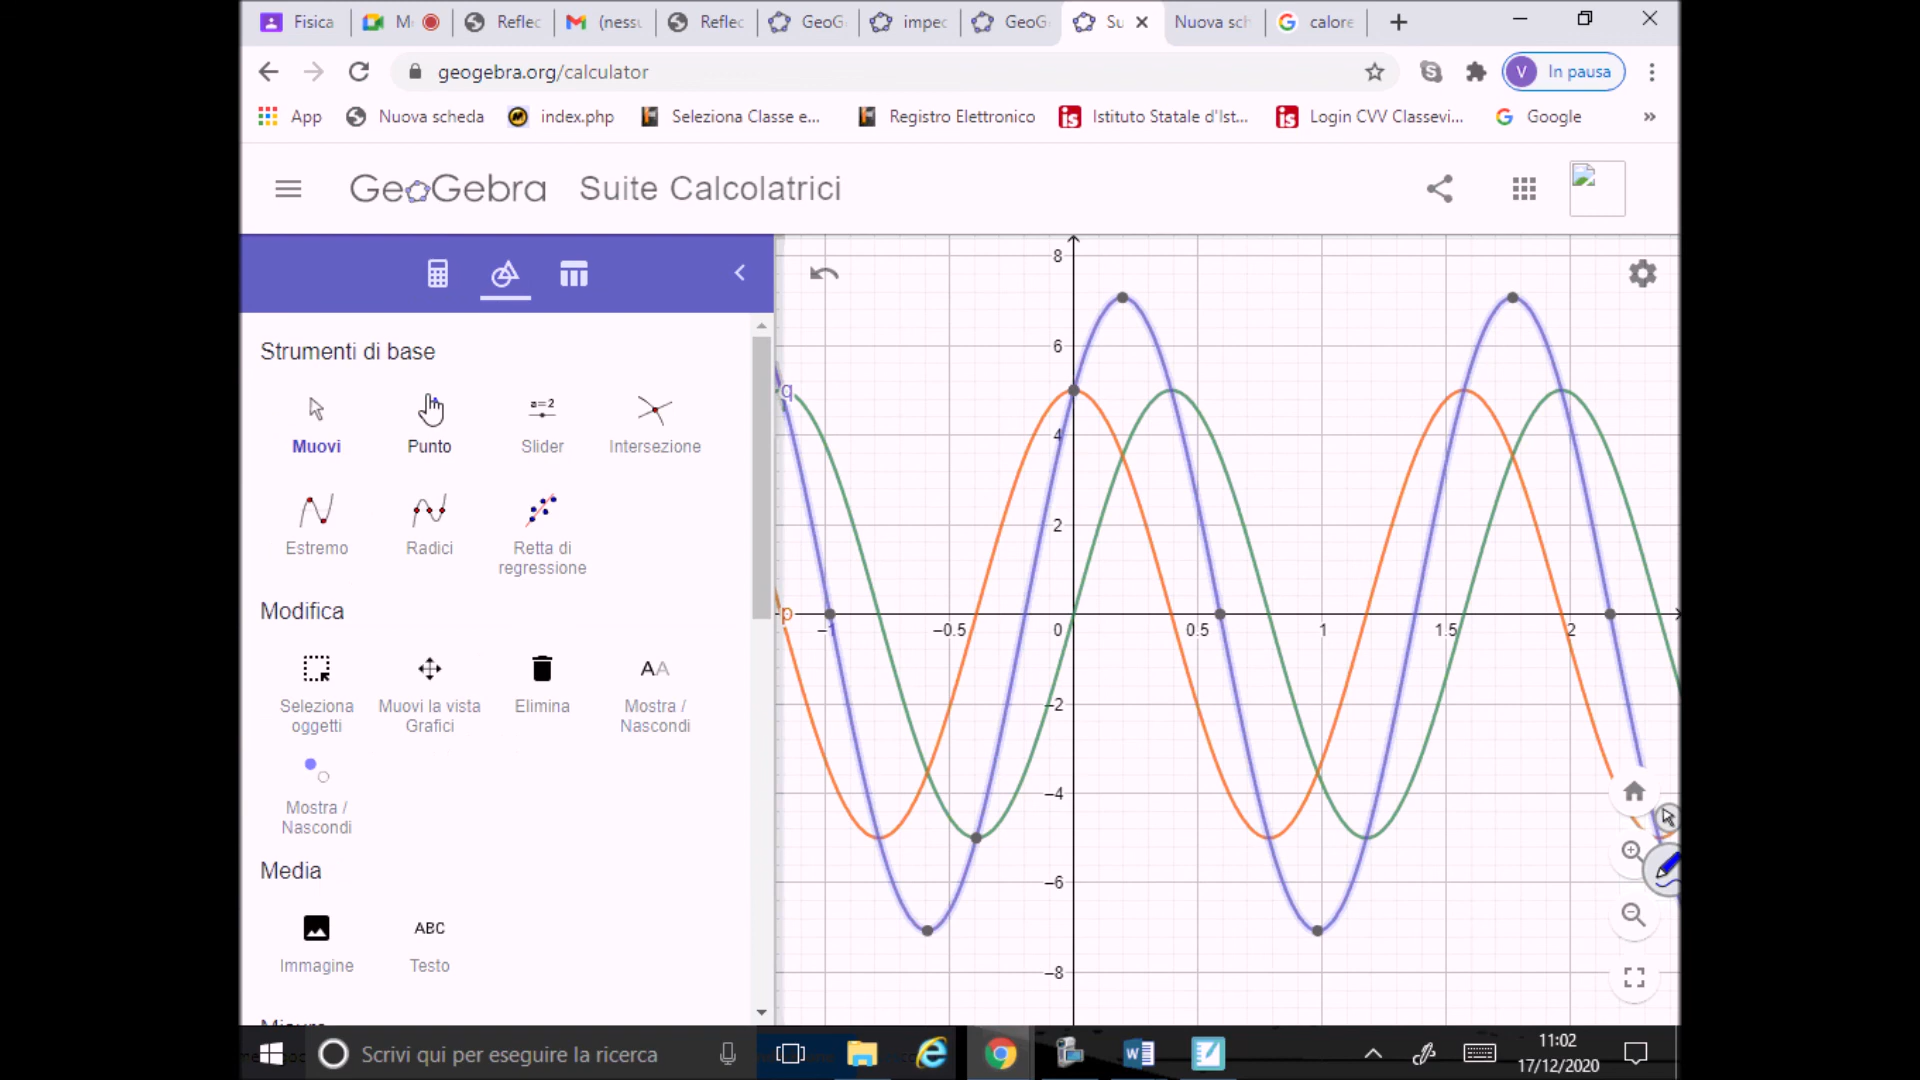 Fisica
M
Reflec
(nessu
Reflec
GeoG
impec
GeoG
Su
Nuova sch
calore
geogebra.org/calculator
V In pausa
App
Nuova scheda
index.php
Seleziona Classe e...
Registro Elettronico
Istituto Statale d'Ist...
Login CVV Classevi...
Google
»
GeoGebra Suite Calcolatrici
Strumenti di base
a=2
Muovi
Punto
Slider
Intersezione
Estremo
Radici
Retta di
regressione
Modifica
AA
Seleziona
oggetti
Muovi la vista
Grafici
Elimina
Mostra /
Nascondi
Mostra /
Nascondi
Media
ABC
Immagine
Testo
8
6
4
2
−2
−4
−6
−8
q
p
−1
−0.5
0
0.5
1
1.5
2
Scrivi qui per eseguire la ricerca
11:02
17/12/2020